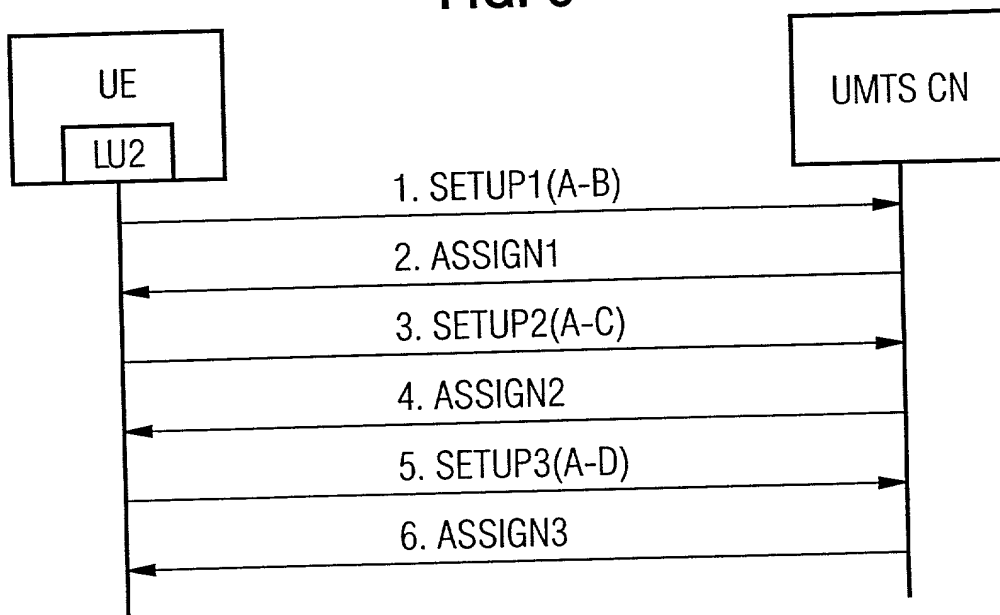 UE
UMTS CN
LU2
1. SETUP1(A-B)
2. ASSIGN1
3. SETUP2(A-C)
4. ASSIGN2
5. SETUP3(A-D)
6. ASSIGN3